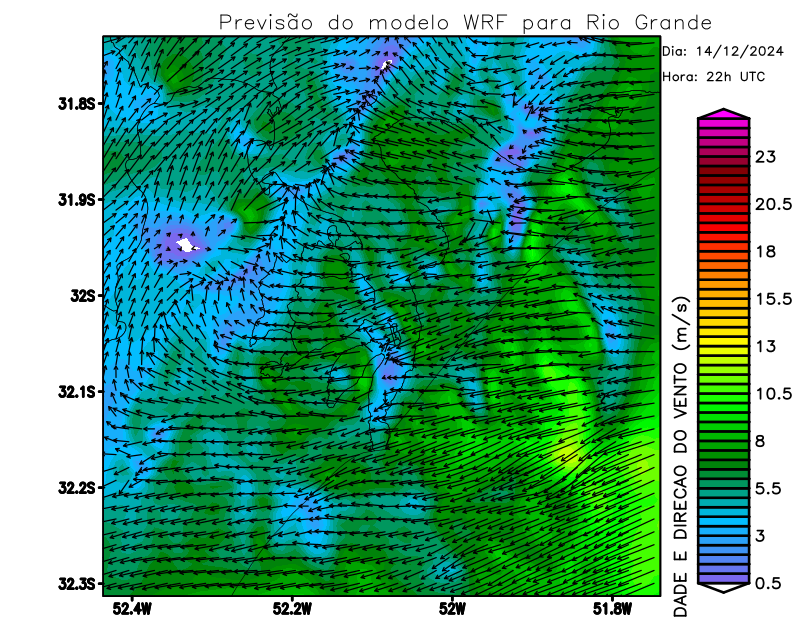 Previsão do modelo WRF para Rio Grande
Dia: 14/12/2024
Hora: 22h UTC
31.8S
31.9S
32S
32.1S
32.2S
32.3S
52.4W
52.2W
52W
51.8W
23
20.5
18
15.5
13
10.5
8
5.5
3
0.5
DADE E DIRECAO DO VENTO (m/s)